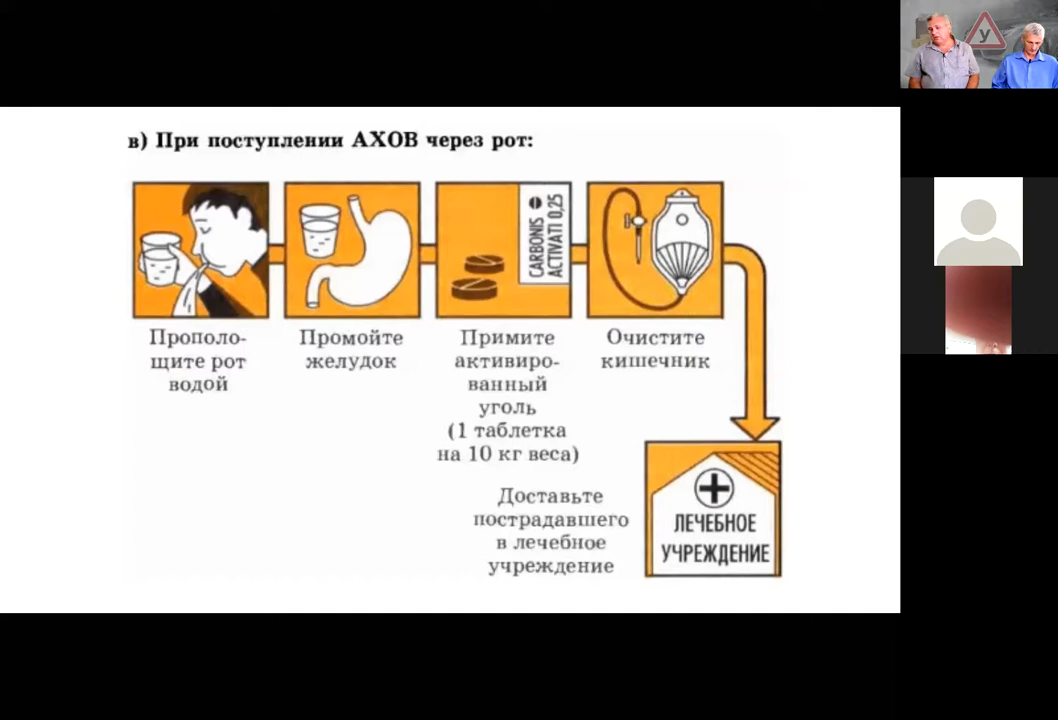 в) При поступлении АХОВ через рот:
CARBONIS
ACTIVATI 0,25
Прополо-
щите рот
водой
Промойте
желудок
Примите
активиро-
ванный
уголь
(1 таблетка
на 10 кг веса)
Очистите
кишечник
Доставьте
пострадавшего
в лечебное
учреждение
ЛЕЧЕБНОЕ
УЧРЕЖДЕНИЕ
У